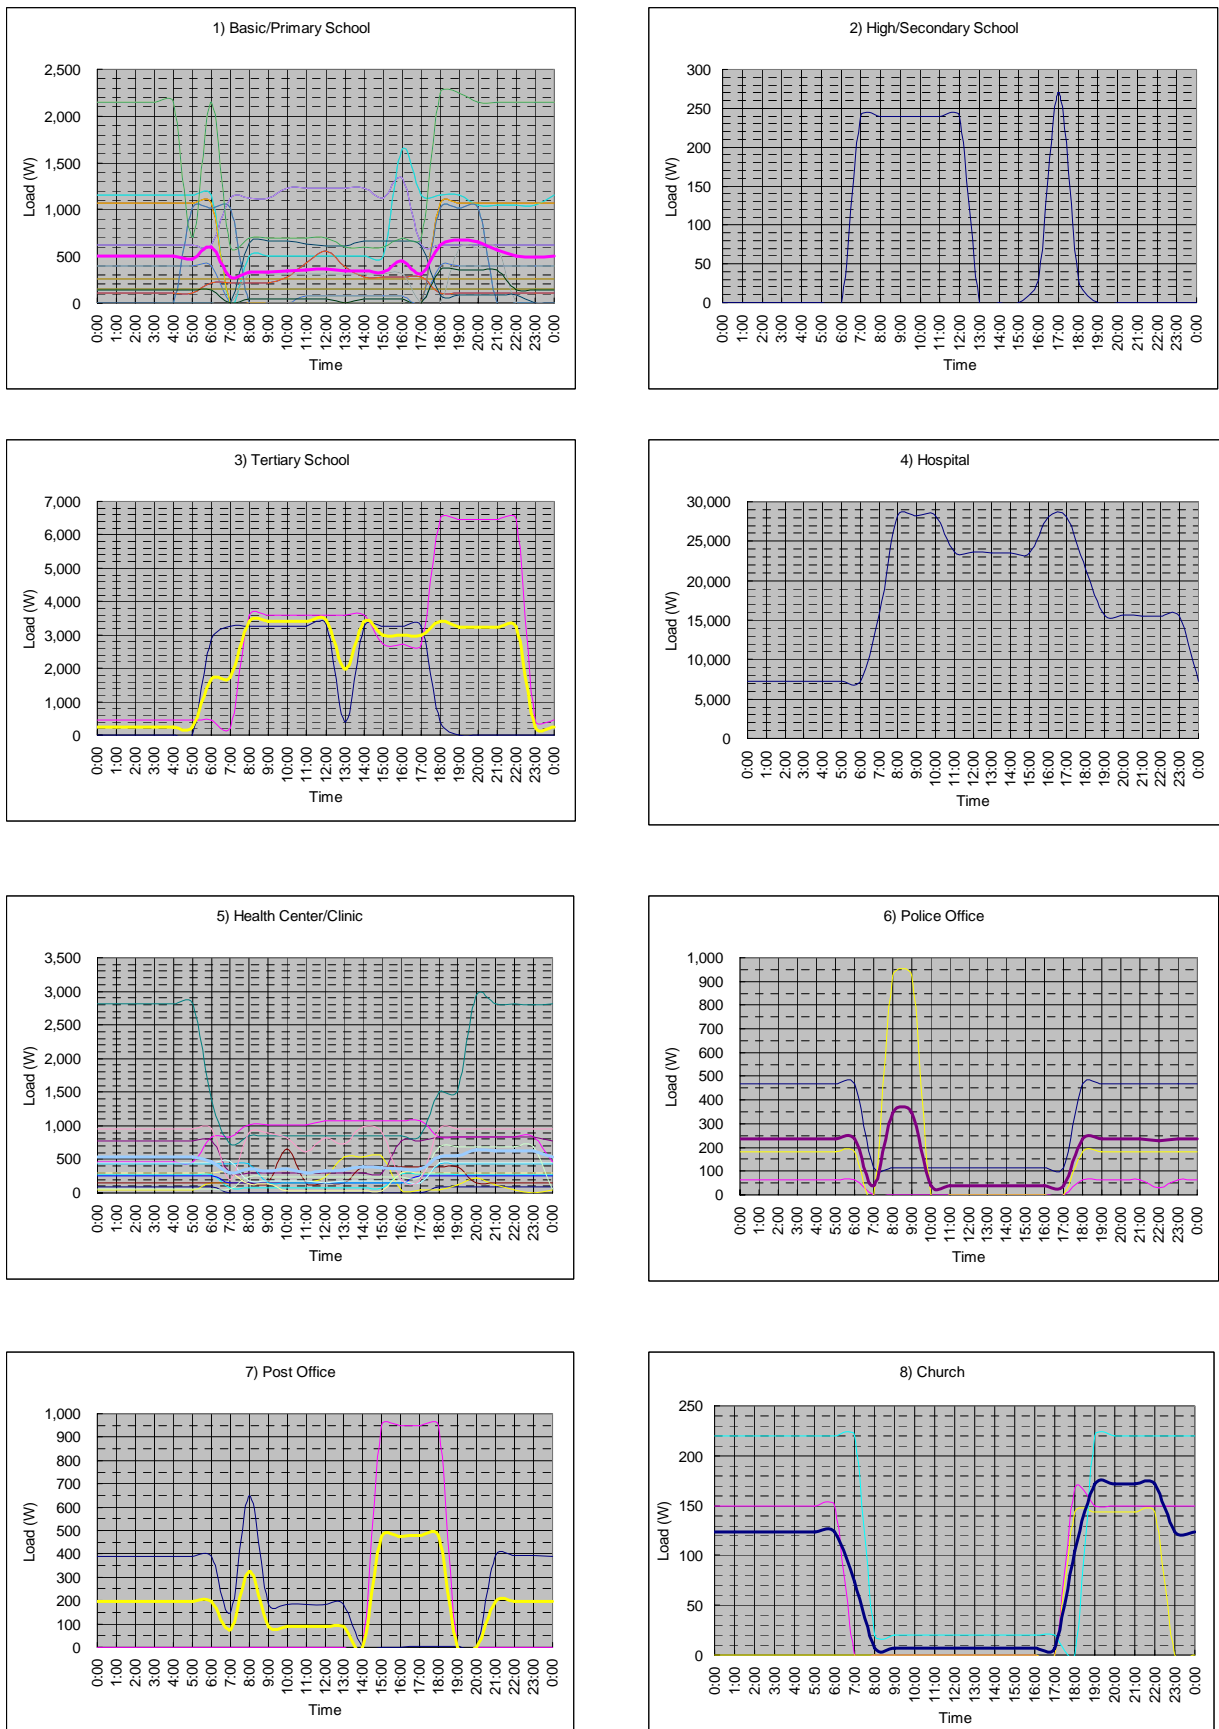 1) Basic/Primary School
2,500
2,000
1,500
1,000
500
0
Load (W)
0:00 1:00 2:00 3:00 4:00 5:00 6:00 7:00 8:00 9:00 10:00 11:00 12:00 13:00 14:00 15:00 16:00 17:00 18:00 19:00 20:00 21:00 22:00 23:00 0:00
Time
2) High/Secondary School
300
250
200
150
100
50
0
Load (W)
0:00 1:00 2:00 3:00 4:00 5:00 6:00 7:00 8:00 9:00 10:00 11:00 12:00 13:00 14:00 15:00 16:00 17:00 18:00 19:00 20:00 21:00 22:00 23:00 0:00
Time
3) Tertiary School
7,000
6,000
5,000
4,000
3,000
2,000
1,000
0
Load (W)
0:00 1:00 2:00 3:00 4:00 5:00 6:00 7:00 8:00 9:00 10:00 11:00 12:00 13:00 14:00 15:00 16:00 17:00 18:00 19:00 20:00 21:00 22:00 23:00 0:00
Time
4) Hospital
30,000
25,000
20,000
15,000
10,000
5,000
0
Load (W)
0:00 1:00 2:00 3:00 4:00 5:00 6:00 7:00 8:00 9:00 10:00 11:00 12:00 13:00 14:00 15:00 16:00 17:00 18:00 19:00 20:00 21:00 22:00 23:00 0:00
Time
5) Health Center/Clinic
3,500
3,000
2,500
2,000
1,500
1,000
500
0
Load (W)
0:00 1:00 2:00 3:00 4:00 5:00 6:00 7:00 8:00 9:00 10:00 11:00 12:00 13:00 14:00 15:00 16:00 17:00 18:00 19:00 20:00 21:00 22:00 23:00 0:00
Time
6) Police Office
1,000
900
800
700
600
500
400
300
200
100
0
Load (W)
0:00 1:00 2:00 3:00 4:00 5:00 6:00 7:00 8:00 9:00 10:00 11:00 12:00 13:00 14:00 15:00 16:00 17:00 18:00 19:00 20:00 21:00 22:00 23:00 0:00
Time
7) Post Office
1,000
900
800
700
600
500
400
300
200
100
0
Load (W)
0:00 1:00 2:00 3:00 4:00 5:00 6:00 7:00 8:00 9:00 10:00 11:00 12:00 13:00 14:00 15:00 16:00 17:00 18:00 19:00 20:00 21:00 22:00 23:00 0:00
Time
8) Church
250
200
150
100
50
0
Load (W)
0:00 1:00 2:00 3:00 4:00 5:00 6:00 7:00 8:00 9:00 10:00 11:00 12:00 13:00 14:00 15:00 16:00 17:00 18:00 19:00 20:00 21:00 22:00 23:00 0:00
Time